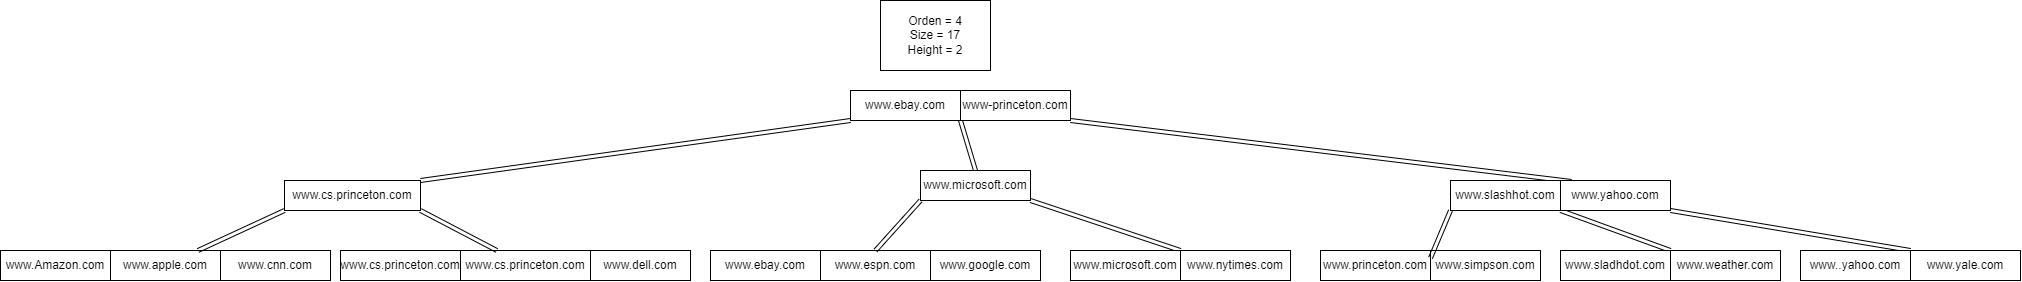 Orden = 4
Size = 17
Height = 2
www.ebay.com www-princeton.com
www.cs.princeton.com www.microsoft.com www.slashhot.com www.yahoo.com
www.Amazon.com www.apple.com www.cnn.com www.cs.princeton.com www.cs.princeton.com www.dell.com www.ebay.com www.espn.com www.google.com www.microsoft.com www.nytimes.com www.princeton.com www.simpson.com www.sladhdot.com www.weather.com www..yahoo.com www.yale.com